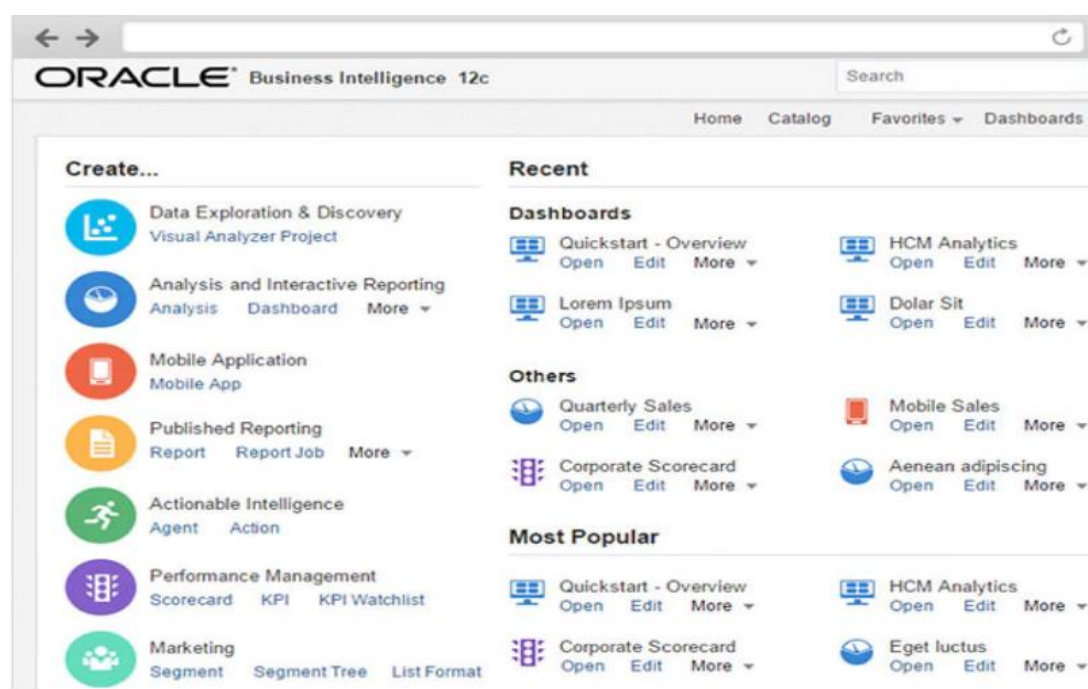 ORACLE Business Intelligence 12c
Search
Home Catalog Favorites Dashboards
Create...
Data Exploration & Discovery
Visual Analyzer Project
Analysis and Interactive Reporting
Analysis Dashboard More
Mobile Application
Mobile App
Published Reporting
Report Report Job More
Actionable Intelligence
Agent Action
Performance Management
Scorecard KPI KPI Watchlist
Marketing
Segment Segment Tree List Format
Recent
Dashboards
Quickstart - Overview HCM Analytics
Open Edit More Open Edit More
Lorem Ipsum Dolar Sit
Open Edit More Open Edit More
Others
Quarterly Sales Mobile Sales
Open Edit More Open Edit More
Corporate Scorecard Aenean adipiscing
Open Edit More Open Edit More
Most Popular
Quickstart - Overview HCM Analytics
Open Edit More Open Edit More
Corporate Scorecard Eget luctus
Open Edit More Open Edit More